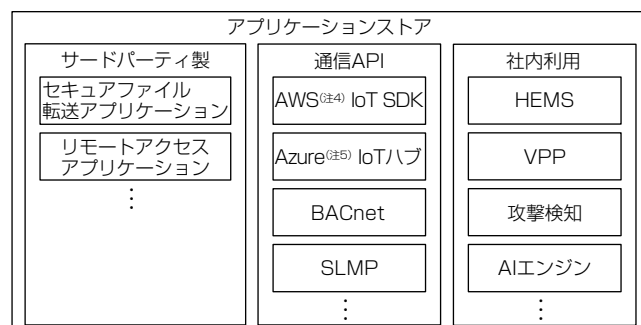 アプリケーションストア
サードパーティ製
セキュアファイル
転送アプリケーション
リモートアクセス
アプリケーション
⋮
通信API
AWS(注4) IoT SDK
Azure(注5) IoTハブ
BACnet
SLMP
⋮
社内利用
HEMS
VPP
攻撃検知
AIエンジン
⋮